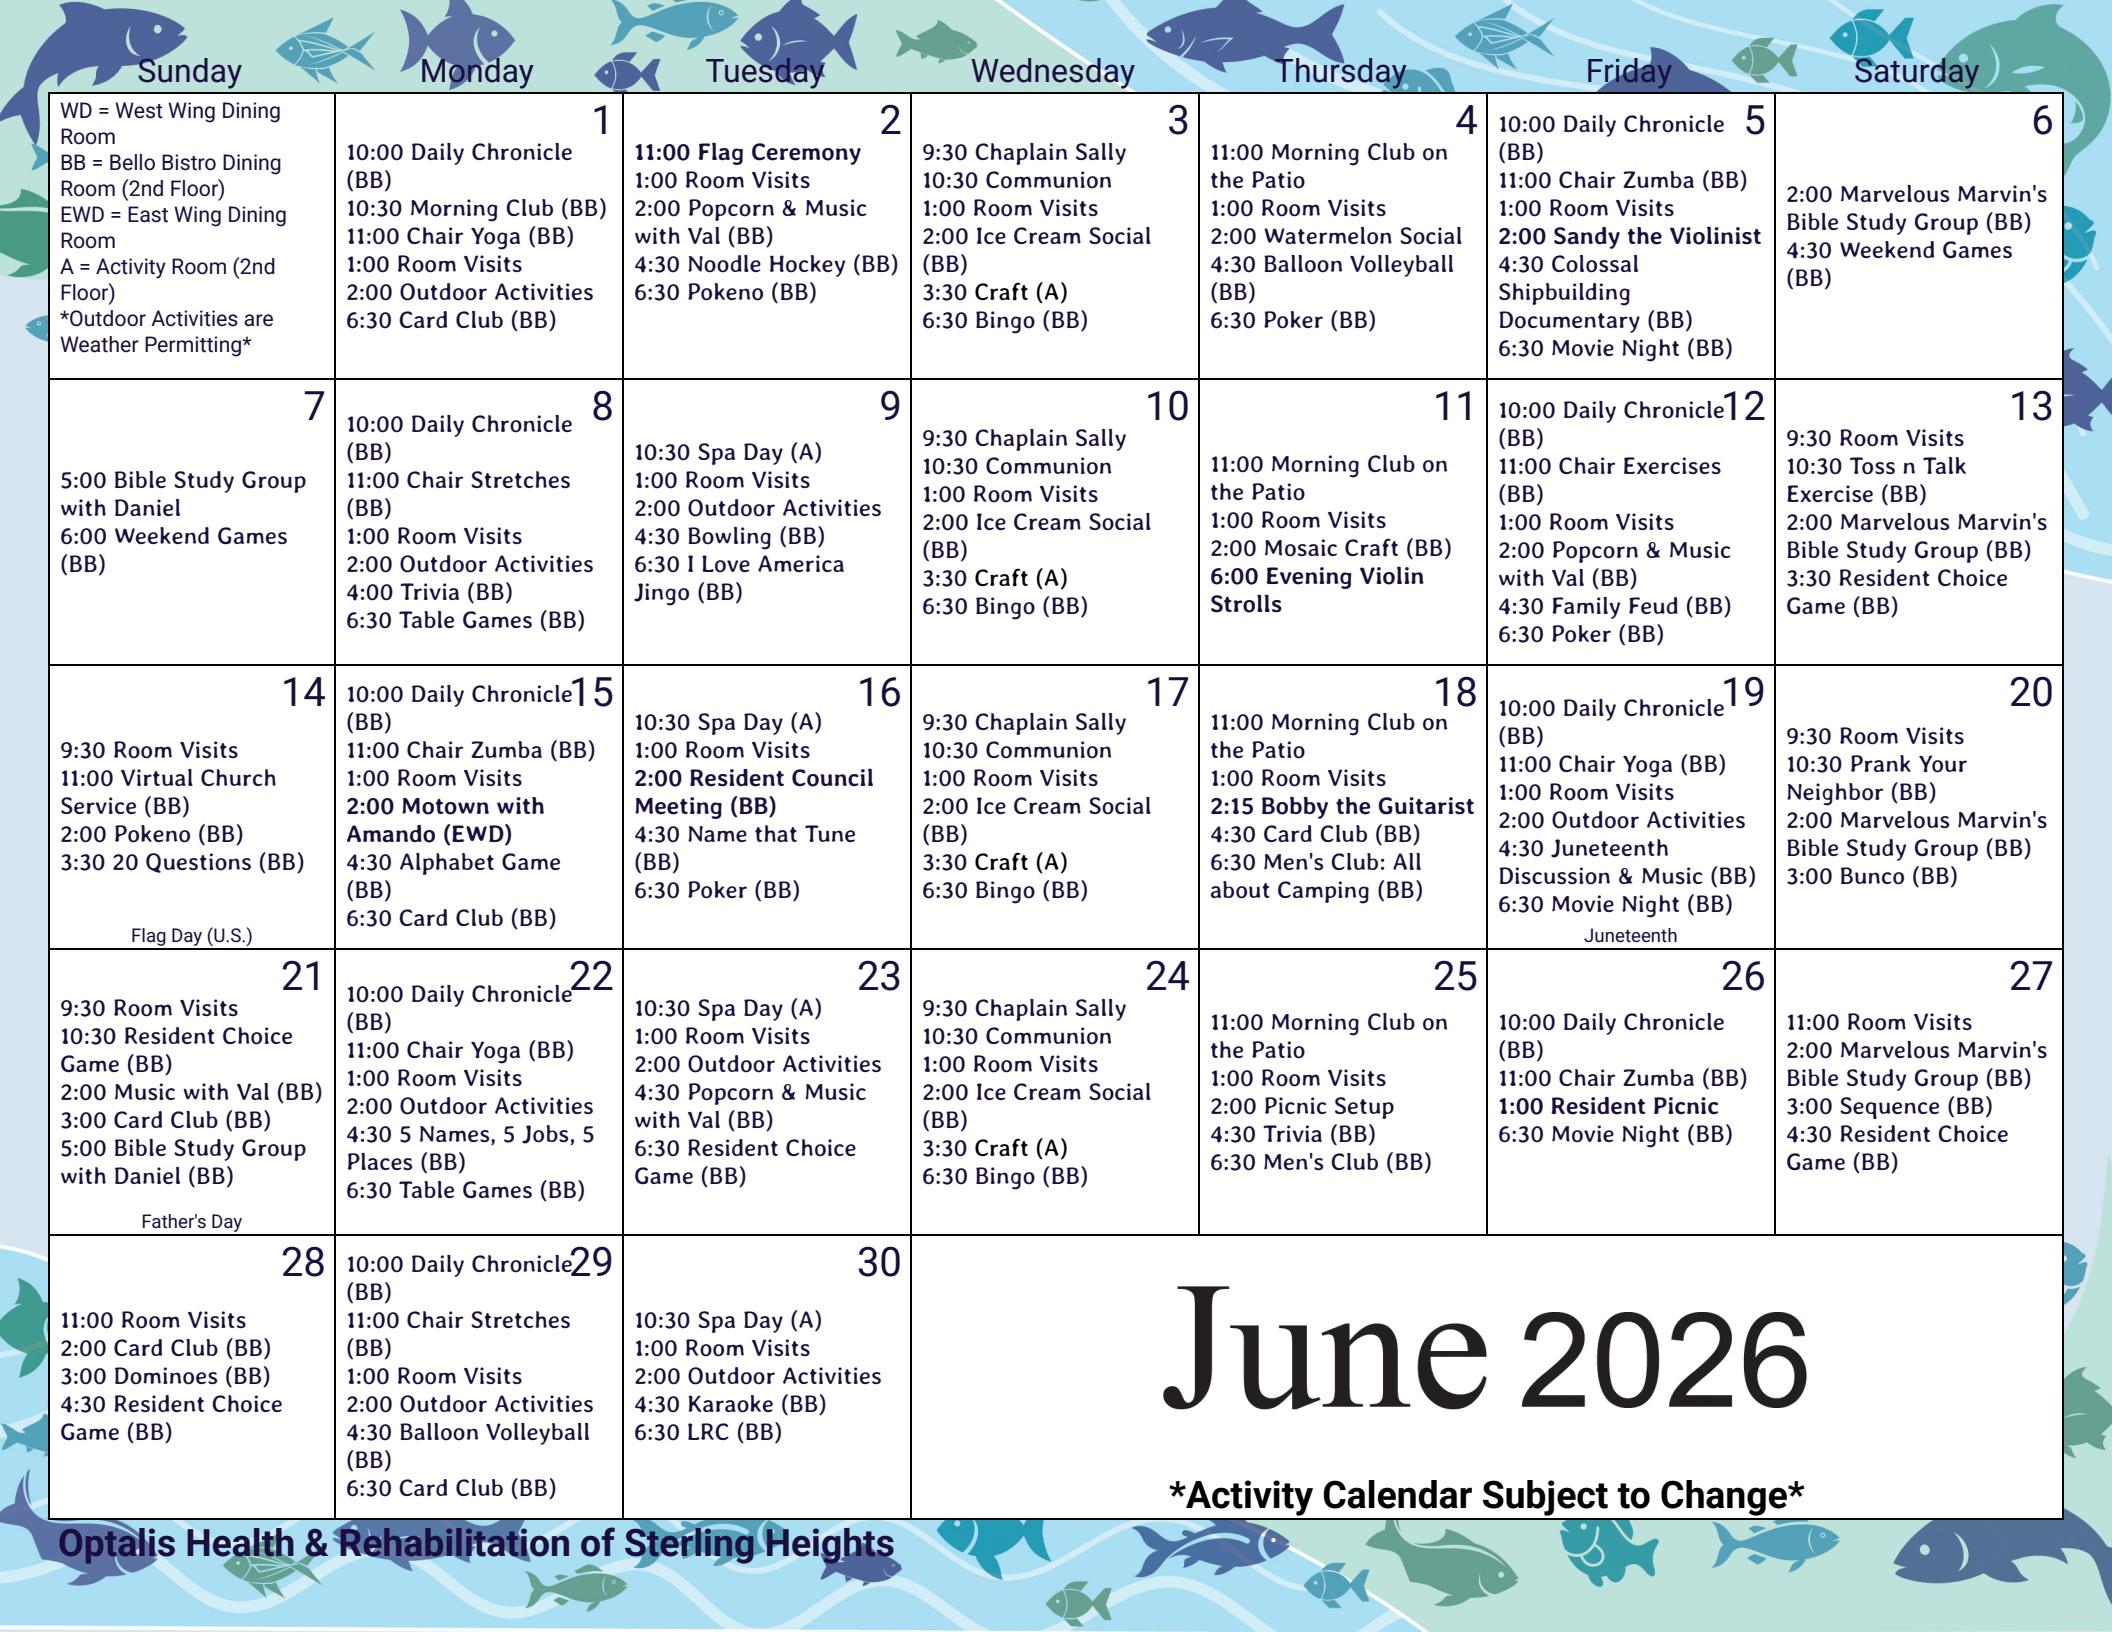 Sunday Monday Tuesday Wednesday Thursday Friday Saturday
WD = West Wing Dining
Room
BB = Bello Bistro Dining
Room (2nd Floor)
EWD = East Wing Dining
Room
A = Activity Room (2nd
Floor)
*Outdoor Activities are
Weather Permitting*
1
10:00 Daily Chronicle
(BB)
10:30 Morning Club (BB)
11:00 Chair Yoga (BB)
1:00 Room Visits
2:00 Outdoor Activities
6:30 Card Club (BB)
2
11:00 Flag Ceremony
1:00 Room Visits
2:00 Popcorn & Music
with Val (BB)
4:30 Noodle Hockey (BB)
6:30 Pokeno (BB)
3
9:30 Chaplain Sally
10:30 Communion
1:00 Room Visits
2:00 Ice Cream Social
(BB)
3:30 Craft (A)
6:30 Bingo (BB)
4
11:00 Morning Club on
the Patio
1:00 Room Visits
2:00 Watermelon Social
4:30 Balloon Volleyball
(BB)
6:30 Poker (BB)
5
10:00 Daily Chronicle
(BB)
11:00 Chair Zumba (BB)
1:00 Room Visits
2:00 Sandy the Violinist
4:30 Colossal
Shipbuilding
Documentary (BB)
6:30 Movie Night (BB)
6
2:00 Marvelous Marvin's
Bible Study Group (BB)
4:30 Weekend Games
(BB)
7
5:00 Bible Study Group
with Daniel
6:00 Weekend Games
(BB)
8
10:00 Daily Chronicle
(BB)
11:00 Chair Stretches
(BB)
1:00 Room Visits
2:00 Outdoor Activities
4:00 Trivia (BB)
6:30 Table Games (BB)
9
10:30 Spa Day (A)
1:00 Room Visits
2:00 Outdoor Activities
4:30 Bowling (BB)
6:30 I Love America
Jingo (BB)
10
9:30 Chaplain Sally
10:30 Communion
1:00 Room Visits
2:00 Ice Cream Social
(BB)
3:30 Craft (A)
6:30 Bingo (BB)
11
11:00 Morning Club on
the Patio
1:00 Room Visits
2:00 Mosaic Craft (BB)
6:00 Evening Violin
Strolls
12
10:00 Daily Chronicle
(BB)
11:00 Chair Exercises
(BB)
1:00 Room Visits
2:00 Popcorn & Music
with Val (BB)
4:30 Family Feud (BB)
6:30 Poker (BB)
13
9:30 Room Visits
10:30 Toss n Talk
Exercise (BB)
2:00 Marvelous Marvin's
Bible Study Group (BB)
3:30 Resident Choice
Game (BB)
14
9:30 Room Visits
11:00 Virtual Church
Service (BB)
2:00 Pokeno (BB)
3:30 20 Questions (BB)
Flag Day (U.S.)
15
10:00 Daily Chronicle
(BB)
11:00 Chair Zumba (BB)
1:00 Room Visits
2:00 Motown with
Amando (EWD)
4:30 Alphabet Game
(BB)
6:30 Card Club (BB)
16
10:30 Spa Day (A)
1:00 Room Visits
2:00 Resident Council
Meeting (BB)
4:30 Name that Tune
(BB)
6:30 Poker (BB)
17
9:30 Chaplain Sally
10:30 Communion
1:00 Room Visits
2:00 Ice Cream Social
(BB)
3:30 Craft (A)
6:30 Bingo (BB)
18
11:00 Morning Club on
the Patio
1:00 Room Visits
2:15 Bobby the Guitarist
4:30 Card Club (BB)
6:30 Men's Club: All
about Camping (BB)
19
10:00 Daily Chronicle
(BB)
11:00 Chair Yoga (BB)
1:00 Room Visits
2:00 Outdoor Activities
4:30 Juneteenth
Discussion & Music (BB)
6:30 Movie Night (BB)
Juneteenth
20
9:30 Room Visits
10:30 Prank Your
Neighbor (BB)
2:00 Marvelous Marvin's
Bible Study Group (BB)
3:00 Bunco (BB)
21
9:30 Room Visits
10:30 Resident Choice
Game (BB)
2:00 Music with Val (BB)
3:00 Card Club (BB)
5:00 Bible Study Group
with Daniel (BB)
Father's Day
22
10:00 Daily Chronicle
(BB)
11:00 Chair Yoga (BB)
1:00 Room Visits
2:00 Outdoor Activities
4:30 5 Names, 5 Jobs, 5
Places (BB)
6:30 Table Games (BB)
23
10:30 Spa Day (A)
1:00 Room Visits
2:00 Outdoor Activities
4:30 Popcorn & Music
with Val (BB)
6:30 Resident Choice
Game (BB)
24
9:30 Chaplain Sally
10:30 Communion
1:00 Room Visits
2:00 Ice Cream Social
(BB)
3:30 Craft (A)
6:30 Bingo (BB)
25
11:00 Morning Club on
the Patio
1:00 Room Visits
2:00 Picnic Setup
4:30 Trivia (BB)
6:30 Men's Club (BB)
26
10:00 Daily Chronicle
(BB)
11:00 Chair Zumba (BB)
1:00 Resident Picnic
6:30 Movie Night (BB)
27
11:00 Room Visits
2:00 Marvelous Marvin's
Bible Study Group (BB)
3:00 Sequence (BB)
4:30 Resident Choice
Game (BB)
28
11:00 Room Visits
2:00 Card Club (BB)
3:00 Dominoes (BB)
4:30 Resident Choice
Game (BB)
29
10:00 Daily Chronicle
(BB)
11:00 Chair Stretches
(BB)
1:00 Room Visits
2:00 Outdoor Activities
4:30 Balloon Volleyball
(BB)
6:30 Card Club (BB)
30
10:30 Spa Day (A)
1:00 Room Visits
2:00 Outdoor Activities
4:30 Karaoke (BB)
6:30 LRC (BB)
June 2026
*Activity Calendar Subject to Change*
Optalis Health & Rehabilitation of Sterling Heights